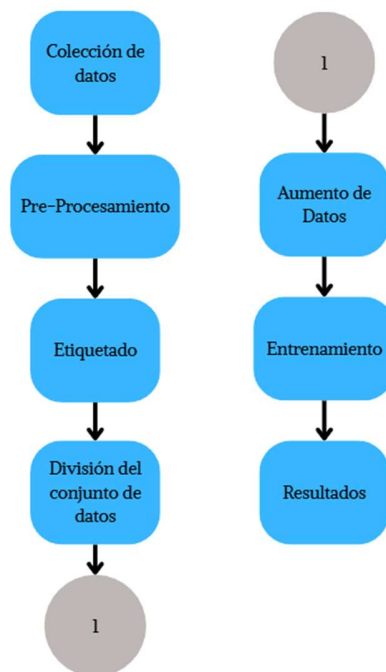 Colección de
datos
Pre-Procesamiento
Etiquetado
División del
conjunto de
datos
1
1
Aumento de
Datos
Entrenamiento
Resultados